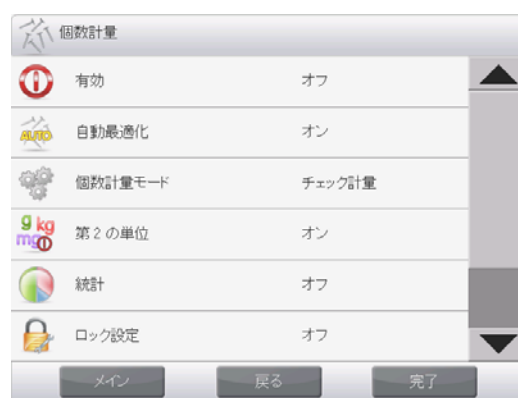 個数計量
有効 オフ
AUTO 自動最適化 オン
個数計量モード チェック計量
g kg mg 第2の単位 オン
統計 オフ
ロック設定 オフ
メイン 戻る 完了